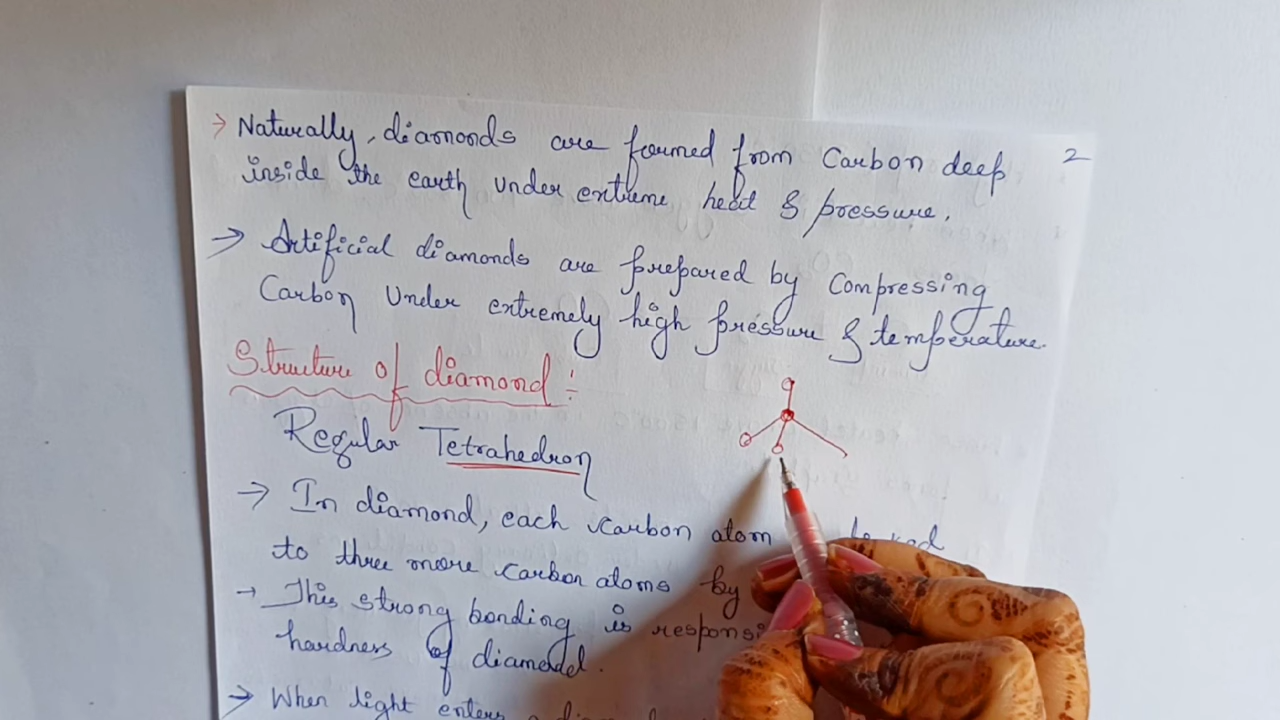 2
→ Naturally, diamonds are formed from Carbon deep
inside the earth under extreme heat & pressure.
→ Artificial diamonds are prepared by Compressing
Carbon under extremely high pressure & temperature.
Structure of diamond :-
Regular Tetrahedron
→ In diamond, each carbon atom
to three more carbon atoms by
→ This strong bonding is responsi
hardness of diamond.
→ When light enters